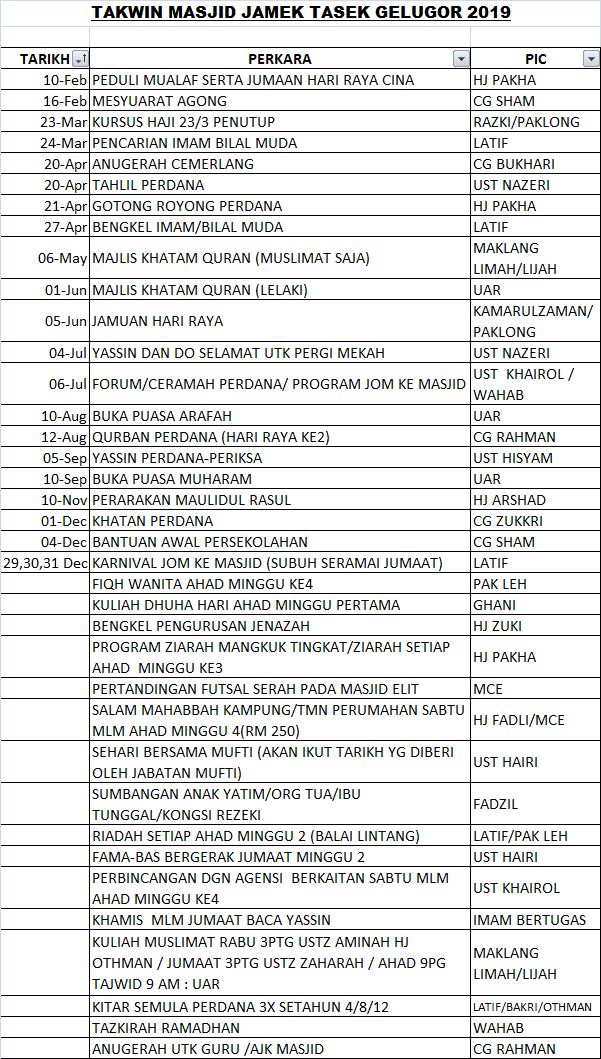 TAKWIN MASJID JAMEK TASEK GELUGOR 2019
TARIKH PERKARA PIC
10-Feb PEDULI MUALAF SERTA JUMAAN HARI RAYA CINA HJ PAKHA
16-Feb MESYUARAT AGONG CG SHAM
23-Mar KURSUS HAJI 23/3 PENUTUP RAZKI/PAKLONG
24-Mar PENCARIAN IMAM BILAL MUDA LATIF
20-Apr ANUGERAH CEMERLANG CG BUKHARI
20-Apr TAHLIL PERDANA UST NAZERI
21-Apr GOTONG ROYONG PERDANA HJ PAKHA
27-Apr BENGKEL IMAM/BILAL MUDA LATIF
06-May MAJLIS KHATAM QURAN (MUSLIMAT SAJA) MAKLANG
LIMAH/LIJAH
01-Jun MAJLIS KHATAM QURAN (LELAKI) UAR
05-Jun JAMUAN HARI RAYA KAMARULZAMAN/
PAKLONG
04-Jul YASSIN DAN DO SELAMAT UTK PERGI MEKAH UST NAZERI
06-Jul FORUM/CERAMAH PERDANA/ PROGRAM JOM KE MASJID UST KHAIROL /
WAHAB
10-Aug BUKA PUASA ARAFAH UAR
12-Aug QURBAN PERDANA (HARI RAYA KE2) CG RAHMAN
05-Sep YASSIN PERDANA-PERIKSA UST HISYAM
10-Sep BUKA PUASA MUHARAM UAR
10-Nov PERARAKAN MAULIDUL RASUL HJ ARSHAD
01-Dec KHATAN PERDANA CG ZUKKRI
04-Dec BANTUAN AWAL PERSEKOLAHAN CG SHAM
29,30,31 Dec KARNIVAL JOM KE MASJID (SUBUH SERAMAI JUMAAT) LATIF
FIQH WANITA AHAD MINGGU KE4 PAK LEH
KULIAH DHUHA HARI AHAD MINGGU PERTAMA GHANI
BENGKEL PENGURUSAN JENAZAH HJ ZUKI
PROGRAM ZIARAH MANGKUK TINGKAT/ZIARAH SETIAP
AHAD MINGGU KE3 HJ PAKHA
PERTANDINGAN FUTSAL SERAH PADA MASJID ELIT MCE
SALAM MAHABBAH KAMPUNG/TMN PERUMAHAN SABTU
MLM AHAD MINGGU 4(RM 250) HJ FADLI/MCE
SEHARI BERSAMA MUFTI (AKAN IKUT TARIKH YG DIBERI
OLEH JABATAN MUFTI) UST HAIRI
SUMBANGAN ANAK YATIM/ORG TUA/IBU
TUNGGAL/KONGSI REZEKI FADZIL
RIADAH SETIAP AHAD MINGGU 2 (BALAI LINTANG) LATIF/PAK LEH
FAMA-BAS BERGERAK JUMAAT MINGGU 2 UST HAIRI
PERBINCANGAN DGN AGENSI BERKAITAN SABTU MLM
AHAD MINGGU KE4 UST KHAIROL
KHAMIS MLM JUMAAT BACA YASSIN IMAM BERTUGAS
KULIAH MUSLIMAT RABU 3PTG USTZ AMINAH HJ
OTHMAN / JUMAAT 3PTG USTZ ZAHARAH / AHAD 9PG
TAJWID 9 AM : UAR MAKLANG
LIMAH/LIJAH
KITAR SEMULA PERDANA 3X SETAHUN 4/8/12 LATIF/BAKRI/OTHMAN
TAZKIRAH RAMADHAN WAHAB
ANUGERAH UTK GURU /AJK MASJID CG RAHMAN